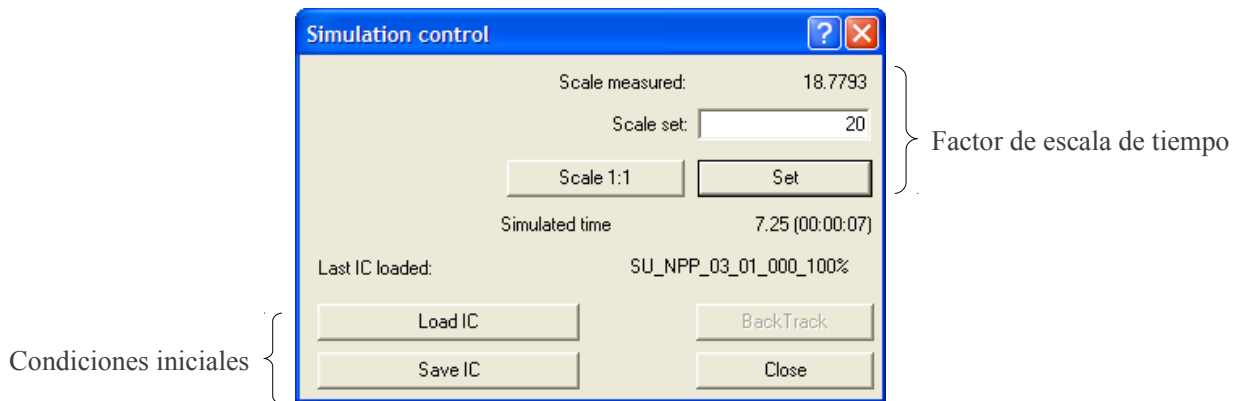 Simulation control
Scale measured: 18.7793
Scale set: 20
Factor de escala de tiempo
Scale 1:1 Set
Simulated time 7.25 (00:00:07)
Last IC loaded: SU_NPP_03_01_000_100%
Load IC BackTrack
Condiciones iniciales
Save IC Close